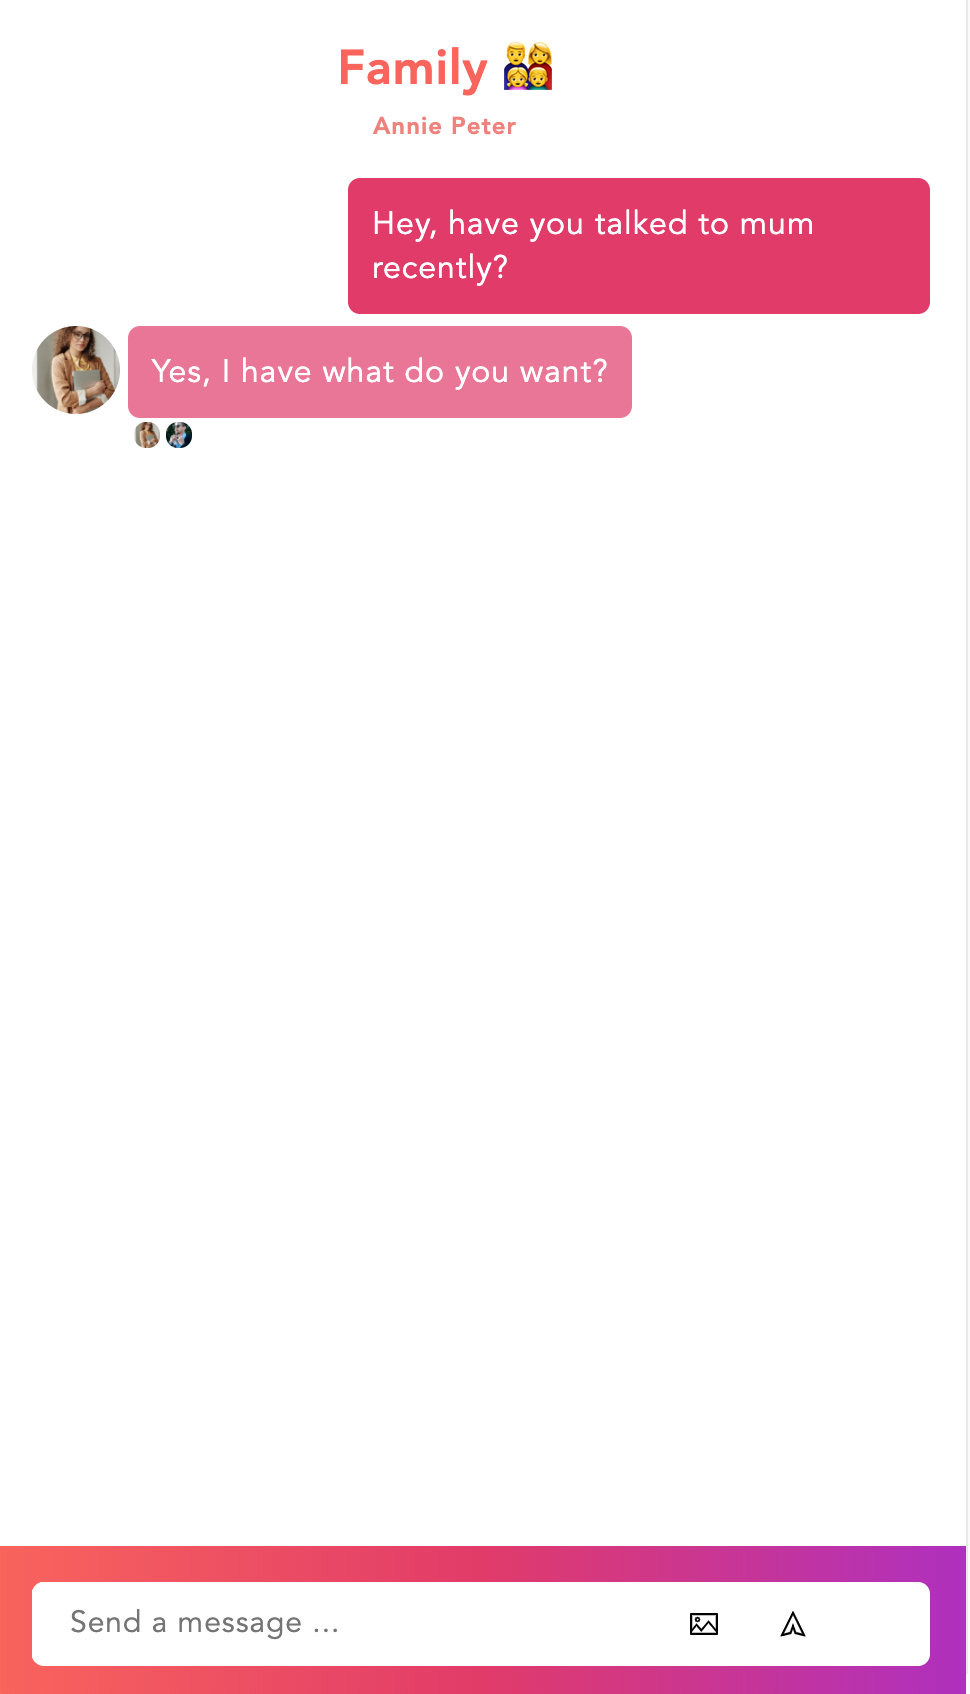 Family 👨‍👩‍👧‍👦
Annie Peter
Hey, have you talked to mum
recently?
Yes, I have what do you want?
Send a message ...